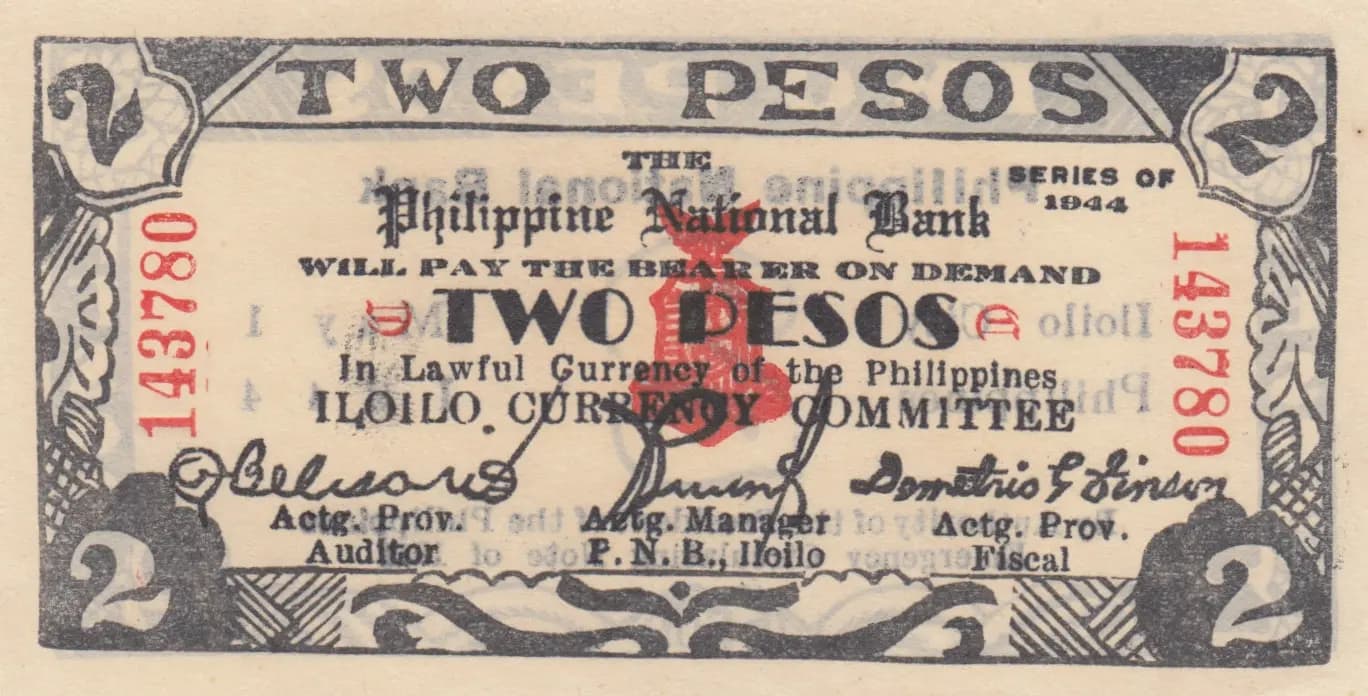 2 TWO PESOS 2
THE
Philippine National Bank
SERIES OF
1944
WILL PAY THE BEARER ON DEMAND
TWO PESOS
In Lawful Currency of the Philippines
ILOILO CURRENCY COMMITTEE
143780
143780
Demetrio
Actg. Prov.
Auditor
Actg. Manager
P. N. B., Iloilo
Actg. Prov.
Fiscal
2 2